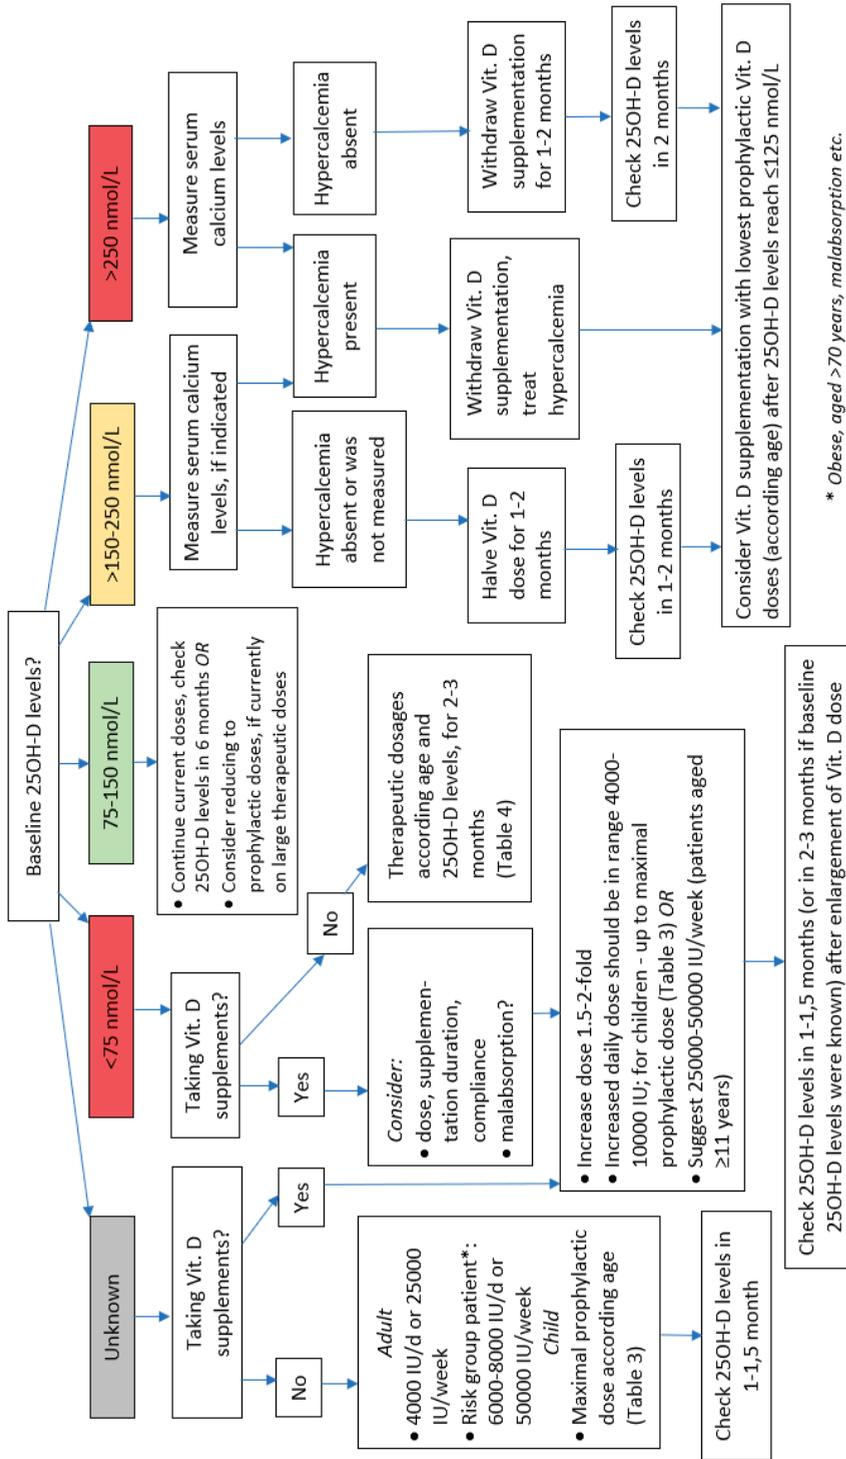 Baseline 25OH-D levels?
Unknown
<75 nmol/L
75-150 nmol/L
>150-250 nmol/L
>250 nmol/L
Taking Vit. D
supplements?
No
Yes
Adult
• 4000 IU/d or 25000
IU/week
• Risk group patient*:
6000-8000 IU/d or
50000 IU/week
Child
• Maximal prophylactic
dose according age
(Table 3)
Check 25OH-D levels in
1-1,5 month
Taking Vit. D
supplements?
Yes
No
Consider:
• dose, supplemen-
tation duration,
compliance
• malabsorption?
Therapeutic dosages
according age and
25OH-D levels, for 2-3
months
(Table 4)
• Increase dose 1.5-2-fold
• Increased daily dose should be in range 4000-
10000 IU; for children - up to maximal
prophylactic dose (Table 3) OR
• Suggest 25000-50000 IU/week (patients aged
≥11 years)
Check 25OH-D levels in 1-1,5 months (or in 2-3 months if baseline
25OH-D levels were known) after enlargement of Vit. D dose
• Continue current doses, check
25OH-D levels in 6 months OR
• Consider reducing to
prophylactic doses, if currently
on large therapeutic doses
Measure serum calcium
levels, if indicated
Hypercalcemia
absent or was
not measured
Halve Vit. D
dose for 1-2
months
Check 25OH-D levels
in 1-2 months
Measure serum
calcium levels
Hypercalcemia
present
Withdraw Vit. D
supplementation,
treat
hypercalcemia
Hypercalcemia
absent
Withdraw Vit. D
supplementation
for 1-2 months
Check 25OH-D levels
in 2 months
Consider Vit. D supplementation with lowest prophylactic Vit. D
doses (according age) after 25OH-D levels reach ≤125 nmol/L
* Obese, aged >70 years, malabsorption etc.